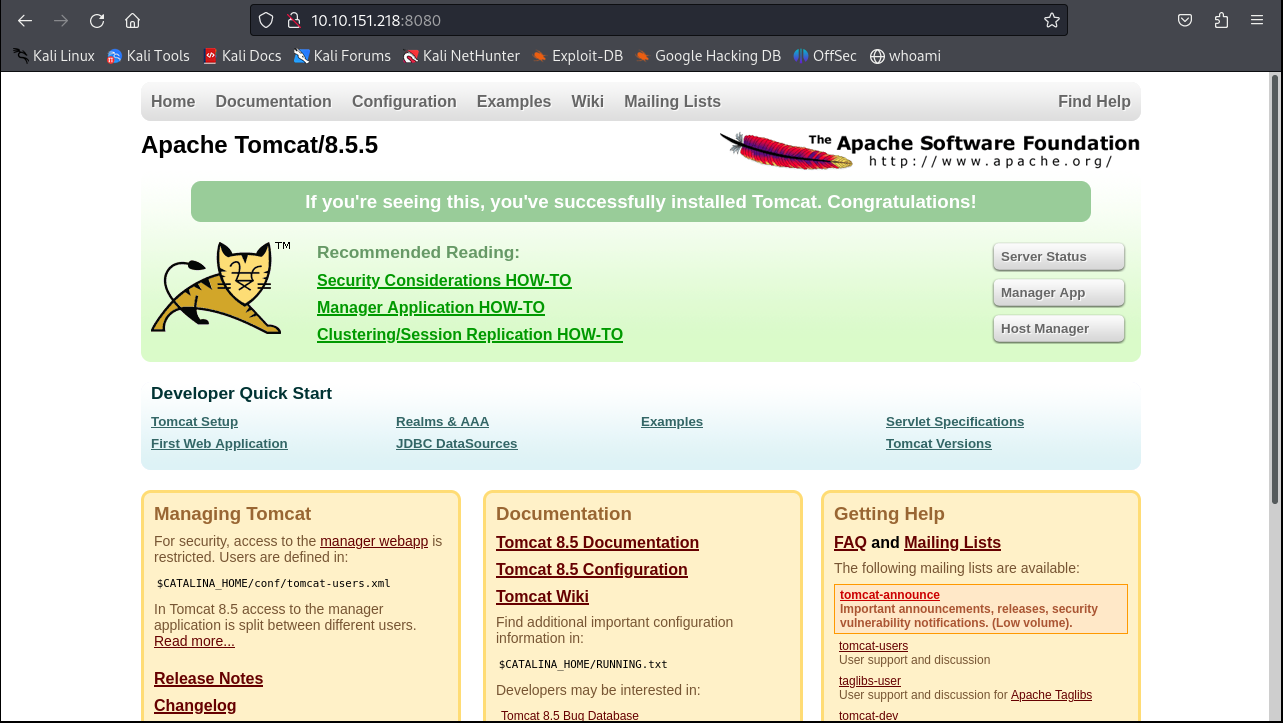 10.10.151.218:8080
Kali Linux Kali Tools Kali Docs Kali Forums Kali NetHunter Exploit-DB Google Hacking DB OffSec whoami
Home Documentation Configuration Examples Wiki Mailing Lists Find Help
Apache Tomcat/8.5.5
The Apache Software Foundation
http://www.apache.org/
If you're seeing this, you've successfully installed Tomcat. Congratulations!
TM
Recommended Reading:
Security Considerations HOW-TO
Manager Application HOW-TO
Clustering/Session Replication HOW-TO
Server Status
Manager App
Host Manager
Developer Quick Start
Tomcat Setup
First Web Application
Realms & AAA
JDBC DataSources
Examples
Servlet Specifications
Tomcat Versions
Managing Tomcat
For security, access to the manager webapp is
restricted. Users are defined in:
$CATALINA_HOME/conf/tomcat-users.xml
In Tomcat 8.5 access to the manager
application is split between different users.
Read more...
Release Notes
Changelog
Documentation
Tomcat 8.5 Documentation
Tomcat 8.5 Configuration
Tomcat Wiki
Find additional important configuration
information in:
$CATALINA_HOME/RUNNING.txt
Developers may be interested in:
Tomcat 8.5 Bug Database
Getting Help
FAQ and Mailing Lists
The following mailing lists are available:
tomcat-announce
Important announcements, releases, security
vulnerability notifications. (Low volume).
tomcat-users
User support and discussion
taglibs-user
User support and discussion for Apache Taglibs
tomcat-dev